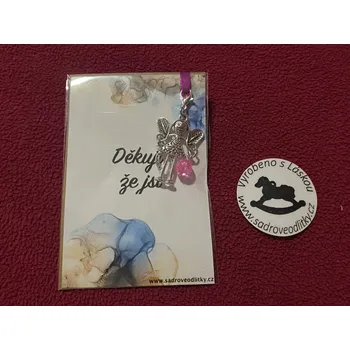 Děkuj
že js
www.sadroveodlitky.cz
Vyrobeno s Láskou
www.sadroveodlitky.cz